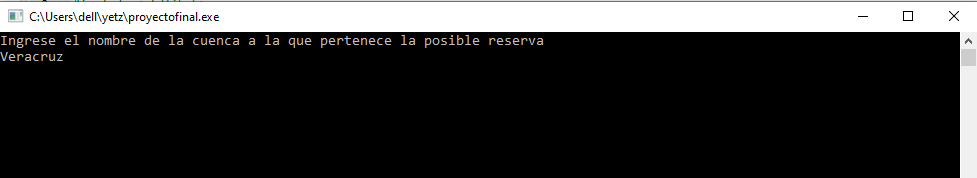 C:\Users\dell\yetz\proyectofinal.exe
Ingrese el nombre de la cuenca a la que pertenece la posible reserva
Veracruz